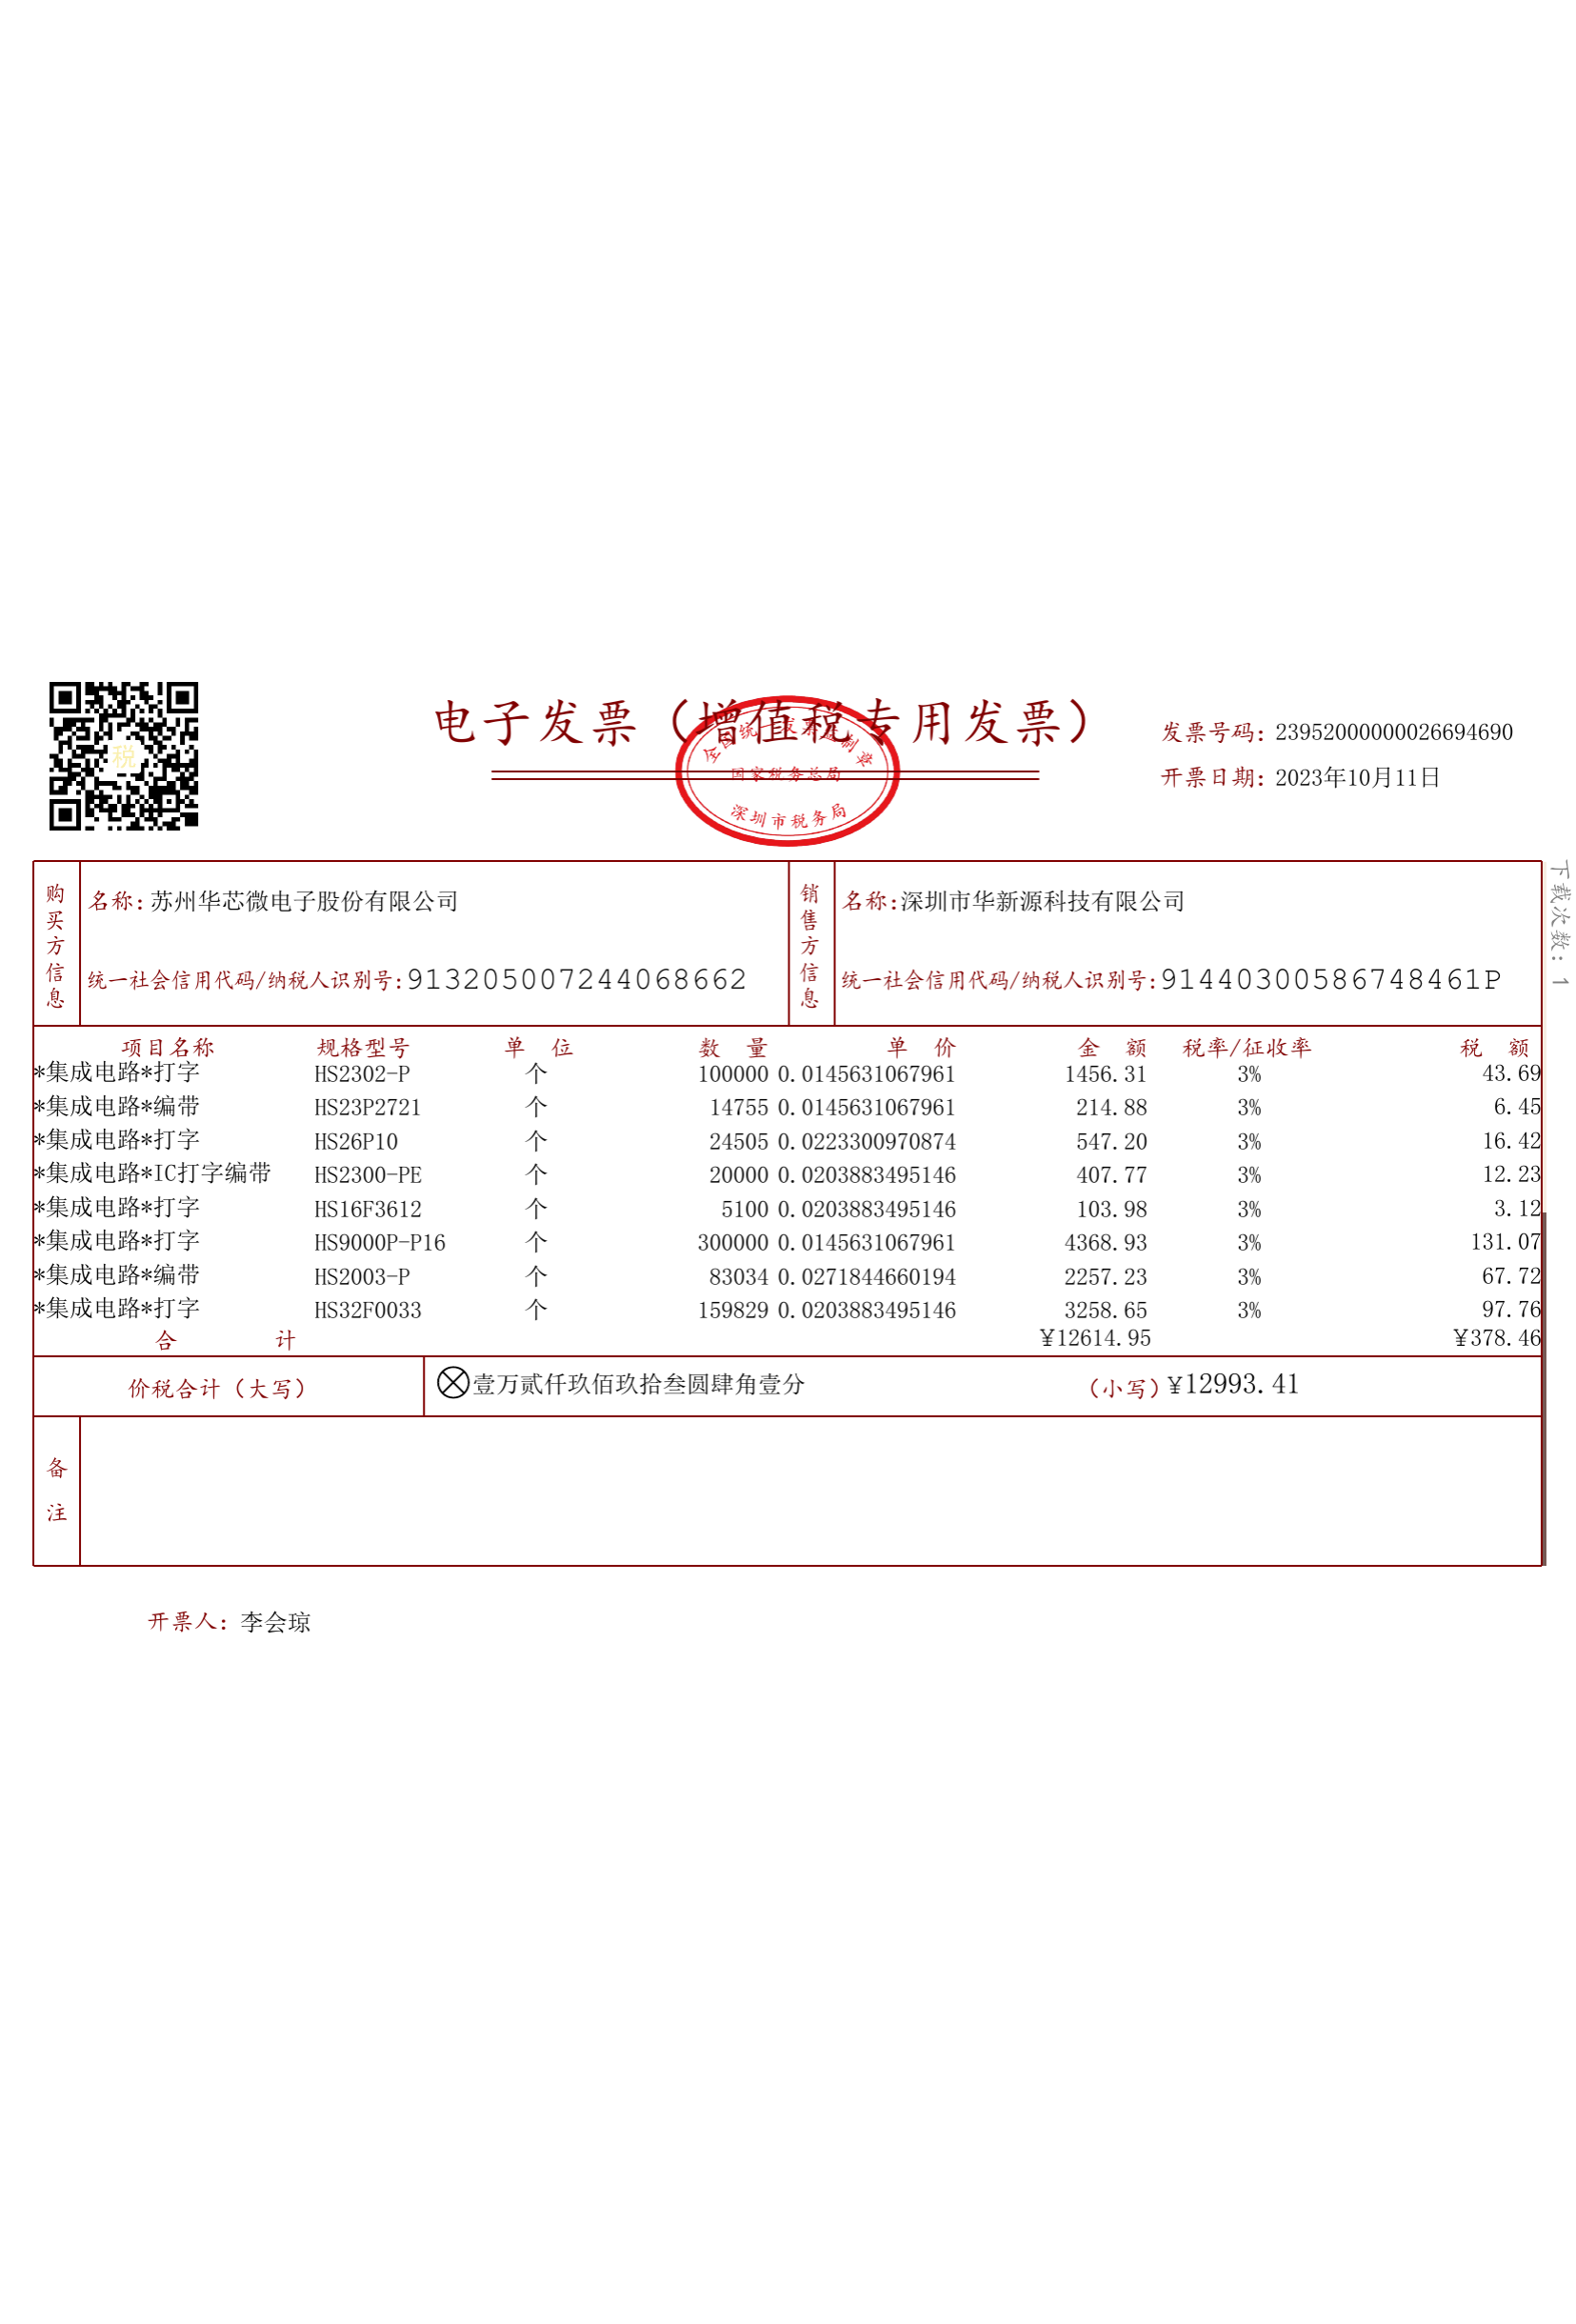 电子发票（增值税专用发票）
全国统一发票监制章
国家税务总局
深圳市税务局
税
发票号码：23952000000026694690
开票日期：2023年10月11日
下载次数：1
购买方信息
名称：苏州华芯微电子股份有限公司
统一社会信用代码/纳税人识别号：913205007244068662
销售方信息
名称：深圳市华新源科技有限公司
统一社会信用代码/纳税人识别号：91440300586748461P
项目名称 规格型号 单 位 数 量 单 价 金 额 税率/征收率 税 额
*集成电路*打字 HS2302-P 个 100000 0.0145631067961 1456.31 3% 43.69
*集成电路*编带 HS23P2721 个 14755 0.0145631067961 214.88 3% 6.45
*集成电路*打字 HS26P10 个 24505 0.0223300970874 547.20 3% 16.42
*集成电路*IC打字编带 HS2300-PE 个 20000 0.0203883495146 407.77 3% 12.23
*集成电路*打字 HS16F3612 个 5100 0.0203883495146 103.98 3% 3.12
*集成电路*打字 HS9000P-P16 个 300000 0.0145631067961 4368.93 3% 131.07
*集成电路*编带 HS2003-P 个 83034 0.0271844660194 2257.23 3% 67.72
*集成电路*打字 HS32F0033 个 159829 0.0203883495146 3258.65 3% 97.76
合 计 ¥12614.95 ¥378.46
价税合计（大写） 壹万贰仟玖佰玖拾叁圆肆角壹分 （小写）¥12993.41
备注
开票人：李会琼